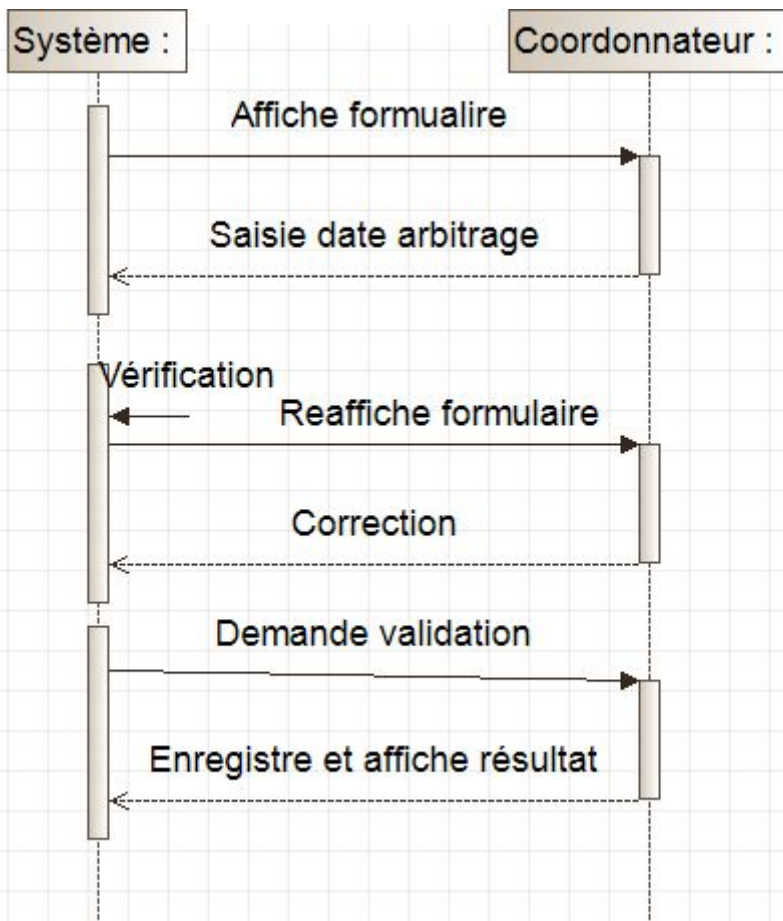 Système :
Coordonnateur :
Affiche formualire
Saisie date arbitrage
Vérification
Reaffiche formulaire
Correction
Demande validation
Enregistre et affiche résultat